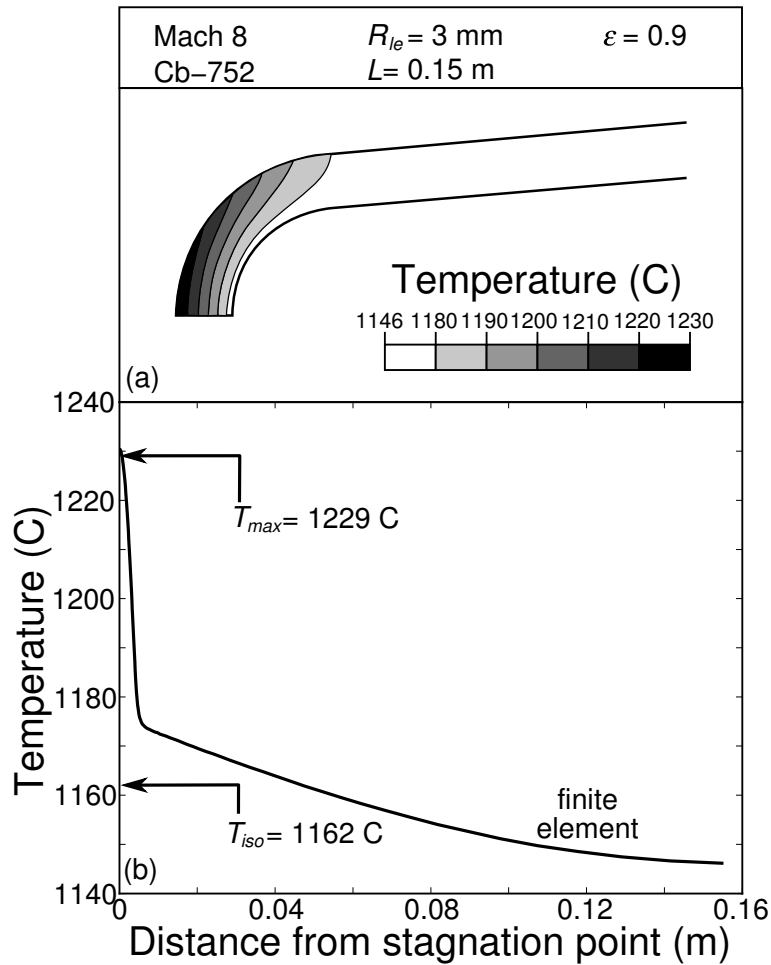 Mach 8 R_le = 3 mm ε = 0.9
Cb−752 L= 0.15 m
Temperature (C)
1146 1180 1190 1200 1210 1220 1230
(a)
1240
1220
1200
1180
1160
1140
Temperature (C)
T_max= 1229 C
T_iso= 1162 C
finite
element
(b)
0 0.04 0.08 0.12 0.16
Distance from stagnation point (m)